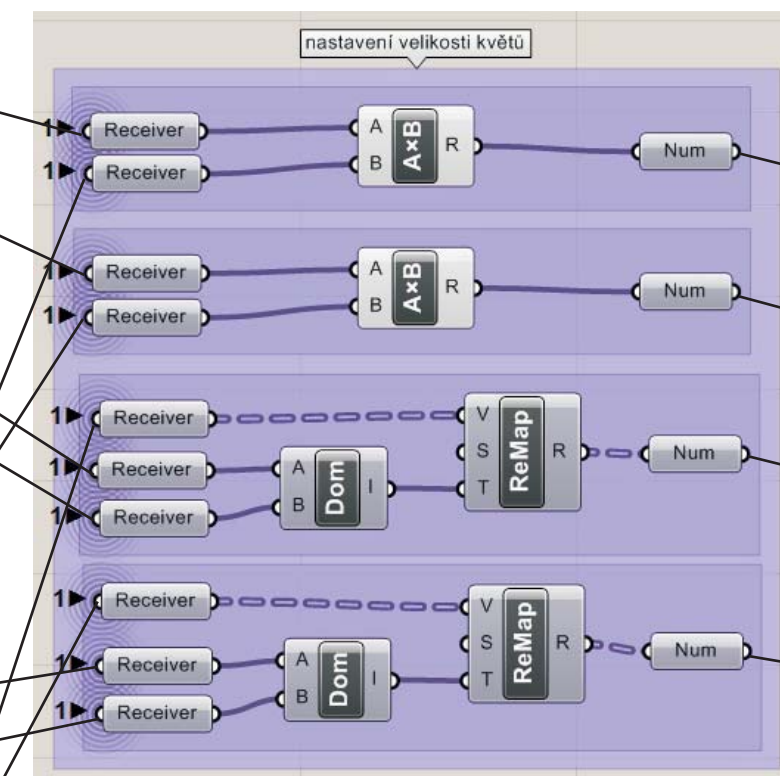 nastavení velikosti květů
1 Receiver
1 Receiver
A
B
A×B
R
Num
1 Receiver
1 Receiver
A
B
A×B
R
Num
1 Receiver
1 Receiver
1 Receiver
A
B
Dom
I
V
S
T
ReMap
R
Num
1 Receiver
1 Receiver
1 Receiver
A
B
Dom
I
V
S
T
ReMap
R
Num